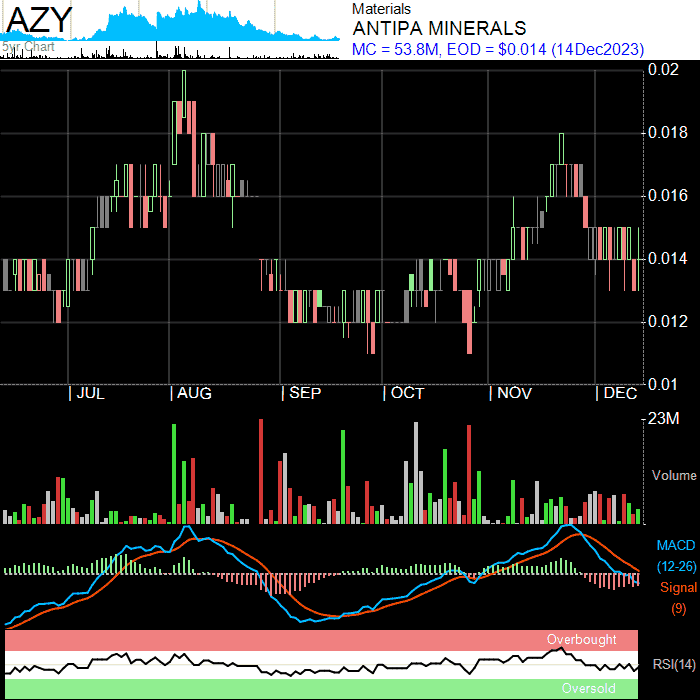 AZY
5yr Chart
Materials
ANTIPA MINERALS
MC = 53.8M, EOD = $0.014 (14Dec2023)
0.02
0.018
0.016
0.014
0.012
0.01
| JUL | AUG | SEP | OCT | NOV | DEC
23M
Volume
MACD
(12-26)
Signal
(9)
Overbought
RSI(14)
Oversold